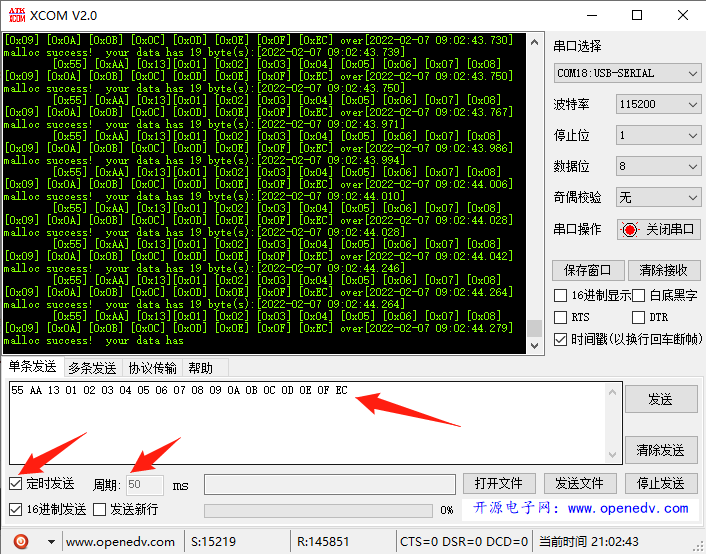 ATK
XCOM
XCOM V2.0
[0x09] [0x0A] [0x0B] [0x0C] [0x0D] [0x0E] [0x0F] [0xEC] over[2022-02-07 09:02:43.730]
malloc success!  your data has 19 byte(s):[2022-02-07 09:02:43.739]
[0x55] [0xAA] [0x13][0x01] [0x02] [0x03] [0x04] [0x05] [0x06] [0x07] [0x08]
[0x09] [0x0A] [0x0B] [0x0C] [0x0D] [0x0E] [0x0F] [0xEC] over[2022-02-07 09:02:43.750]
malloc success!  your data has 19 byte(s):[2022-02-07 09:02:43.750]
[0x55] [0xAA] [0x13][0x01] [0x02] [0x03] [0x04] [0x05] [0x06] [0x07] [0x08]
[0x09] [0x0A] [0x0B] [0x0C] [0x0D] [0x0E] [0x0F] [0xEC] over[2022-02-07 09:02:43.767]
malloc success!  your data has 19 byte(s):[2022-02-07 09:02:43.971]
[0x55] [0xAA] [0x13][0x01] [0x02] [0x03] [0x04] [0x05] [0x06] [0x07] [0x08]
[0x09] [0x0A] [0x0B] [0x0C] [0x0D] [0x0E] [0x0F] [0xEC] over[2022-02-07 09:02:43.986]
malloc success!  your data has 19 byte(s):[2022-02-07 09:02:43.994]
[0x55] [0xAA] [0x13][0x01] [0x02] [0x03] [0x04] [0x05] [0x06] [0x07] [0x08]
[0x09] [0x0A] [0x0B] [0x0C] [0x0D] [0x0E] [0x0F] [0xEC] over[2022-02-07 09:02:44.006]
malloc success!  your data has 19 byte(s):[2022-02-07 09:02:44.010]
[0x55] [0xAA] [0x13][0x01] [0x02] [0x03] [0x04] [0x05] [0x06] [0x07] [0x08]
[0x09] [0x0A] [0x0B] [0x0C] [0x0D] [0x0E] [0x0F] [0xEC] over[2022-02-07 09:02:44.028]
malloc success!  your data has 19 byte(s):[2022-02-07 09:02:44.028]
[0x55] [0xAA] [0x13][0x01] [0x02] [0x03] [0x04] [0x05] [0x06] [0x07] [0x08]
[0x09] [0x0A] [0x0B] [0x0C] [0x0D] [0x0E] [0x0F] [0xEC] over[2022-02-07 09:02:44.042]
malloc success!  your data has 19 byte(s):[2022-02-07 09:02:44.246]
[0x55] [0xAA] [0x13][0x01] [0x02] [0x03] [0x04] [0x05] [0x06] [0x07] [0x08]
[0x09] [0x0A] [0x0B] [0x0C] [0x0D] [0x0E] [0x0F] [0xEC] over[2022-02-07 09:02:44.264]
malloc success!  your data has 19 byte(s):[2022-02-07 09:02:44.264]
[0x55] [0xAA] [0x13][0x01] [0x02] [0x03] [0x04] [0x05] [0x06] [0x07] [0x08]
[0x09] [0x0A] [0x0B] [0x0C] [0x0D] [0x0E] [0x0F] [0xEC] over[2022-02-07 09:02:44.279]
malloc success!  your data has
串口选择
COM18:USB-SERIAL
波特率 115200
停止位 1
数据位 8
奇偶校验 无
串口操作 关闭串口
保存窗口 清除接收
16进制显示 白底黑字
RTS DTR
时间戳(以换行回车断帧)
单条发送 多条发送 协议传输 帮助
55 AA 13 01 02 03 04 05 06 07 08 09 0A 0B 0C 0D 0E 0F EC
发送
清除发送
定时发送 周期: 50 ms 打开文件 发送文件 停止发送
16进制发送 发送新行 0% 开源电子网: www.openedv.com
www.openedv.com S:15219 R:145851 CTS=0 DSR=0 DCD=0 当前时间 21:02:43